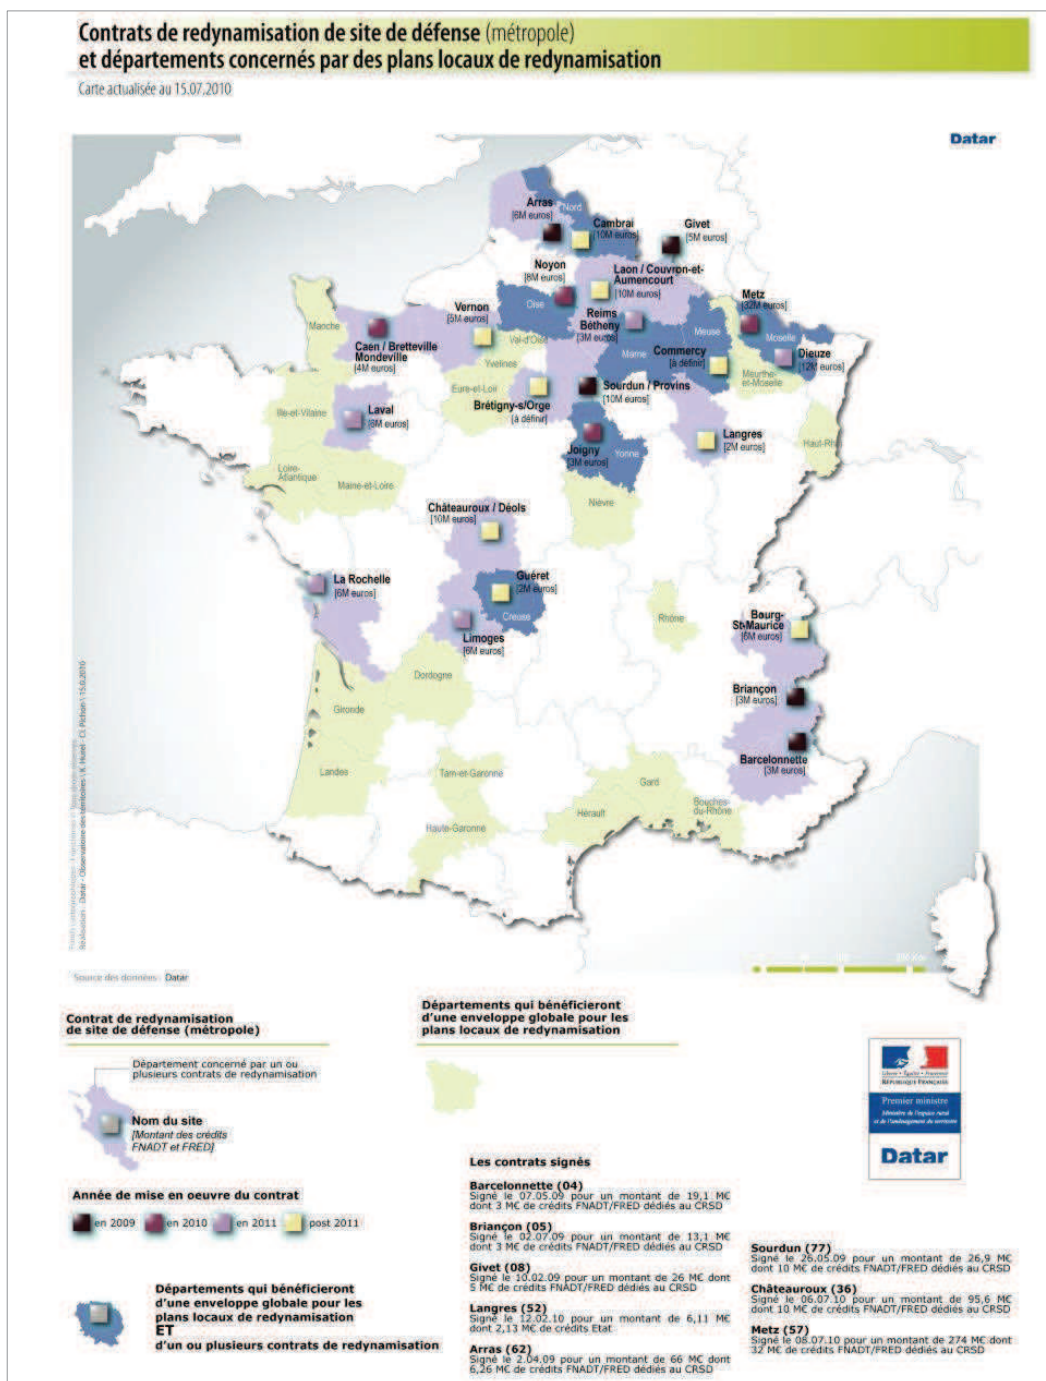 Contrats de redynamisation de site de défense (métropole)
et départements concernés par des plans locaux de redynamisation
Carte actualisée au 15.07.2010
Datar
Arras
[6M euros]
Nord
Cambrai
[10M euros]
Givet
[5M euros]
Noyon
[8M euros]
Oise
Laon / Couvron-et-
Aumencourt
[10M euros]
Metz
[32M euros]
Moselle
Manche
Vernon
[5M euros]
Val-d'Oise
Reims
Bétheny
[3M euros]
Meuse
Caen / Bretteville
Mondeville
[4M euros]
Yvelines
Marne
Commercy
[à définir]
Dieuze
[12M euros]
Meurthe-
et-Moselle
Eure-et-Loir
Sourdun / Provins
[10M euros]
Ille-et-Vilaine
Laval
[6M euros]
Brétigny-s/Orge
[à définir]
Langres
[2M euros]
Haut-Rhin
Joigny
[3M euros]
Yonne
Loire-
Atlantique
Maine-et-Loire
Nièvre
Châteauroux / Déols
[10M euros]
La Rochelle
[6M euros]
Guéret
[2M euros]
Creuse
Limoges
[6M euros]
Rhône
Bourg-
St-Maurice
[6M euros]
Dordogne
Briançon
[3M euros]
Gironde
Barcelonnette
[3M euros]
Landes
Tarn-et-Garonne
Gard
Bouches-
du-Rhône
Hérault
Haute-Garonne
Source des données : Datar
Contrat de redynamisation
de site de défense (métropole)
Département concerné par un ou
plusieurs contrats de redynamisation
Nom du site
[Montant des crédits
FNADT et FRED]
Année de mise en oeuvre du contrat
en 2009 en 2010 en 2011 post 2011
Départements qui bénéficieront
d'une enveloppe globale pour les
plans locaux de redynamisation
ET
d'un ou plusieurs contrats de redynamisation
Départements qui bénéficieront
d'une enveloppe globale pour les
plans locaux de redynamisation
Les contrats signés
Barcelonnette (04)
Signé le 07.05.09 pour un montant de 19,1 M€
dont 3 M€ de crédits FNADT/FRED dédiés au CRSD
Briançon (05)
Signé le 02.07.09 pour un montant de 13,1 M€
dont 3 M€ de crédits FNADT/FRED dédiés au CRSD
Givet (08)
Signé le 10.02.09 pour un montant de 26 M€ dont
5 M€ de crédits FNADT/FRED dédiés au CRSD
Langres (52)
Signé le 12.02.10 pour un montant de 6,11 M€
dont 2,13 M€ de crédits Etat
Arras (62)
Signé le 2.04.09 pour un montant de 66 M€ dont
6,26 M€ de crédits FNADT/FRED dédiés au CRSD
Sourdun (77)
Signé le 26.05.09 pour un montant de 26,9 M€
dont 10 M€ de crédits FNADT/FRED dédiés au CRSD
Châteauroux (36)
Signé le 06.07.10 pour un montant de 95,6 M€
dont 10 M€ de crédits FNADT/FRED dédiés au CRSD
Metz (57)
Signé le 08.07.10 pour un montant de 274 M€ dont
32 M€ de crédits FNADT/FRED dédiés au CRSD
Liberté • Égalité • Fraternité
RÉPUBLIQUE FRANÇAISE
Premier ministre
Ministère de l'espace rural
et de l'aménagement du territoire
Datar